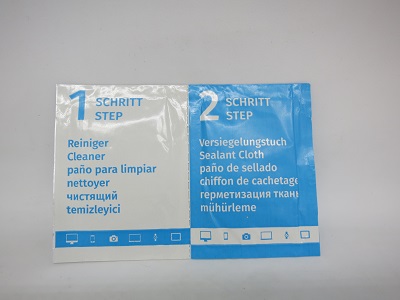 1 SCHRITT
STEP
Reiniger
Cleaner
paño para limpiar
nettoyer
чистящий
temizleyici
2 SCHRITT
STEP
Versiegelungstuch
Sealant Cloth
paño de sellado
chiffon de cachetage
герметизация ткань
mühürleme